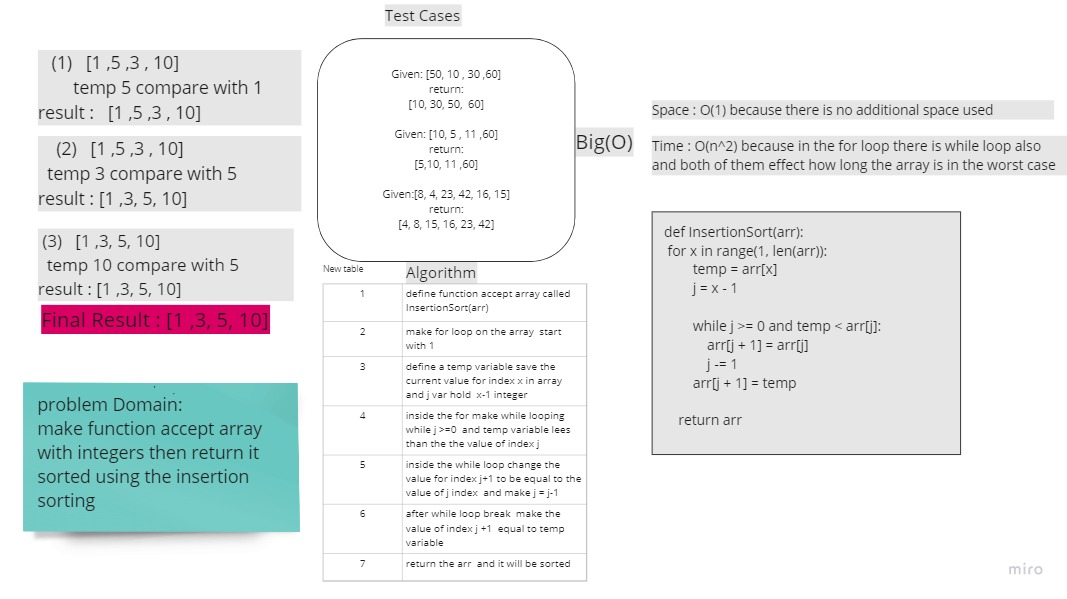 Test Cases
(1) [1 ,5 ,3 , 10]
temp 5 compare with 1
result : [1 ,5 ,3 , 10]
(2) [1 ,5 ,3 , 10]
temp 3 compare with 5
result : [1 ,3, 5, 10]
(3) [1 ,3, 5, 10]
temp 10 compare with 5
result : [1 ,3, 5, 10]
Final Result : [1 ,3, 5, 10]
problem Domain:
make function accept array
with integers then return it
sorted using the insertion
sorting
Given: [50, 10 , 30 ,60]
return:
[10, 30, 50, 60]
Given: [10, 5 , 11 ,60]
return:
[5,10, 11 ,60]
Given:[8, 4, 23, 42, 16, 15]
return:
[4, 8, 15, 16, 23, 42]
New table
Algorithm
1
define function accept array called
InsertionSort(arr)
2
make for loop on the array start
with 1
3
define a temp variable save the
current value for index x in array
and j var hold x-1 integer
4
inside the for make while looping
while j >=0 and temp variable lees
than the the value of index j
5
inside the while loop change the
value for index j+1 to be equal to the
value of j index and make j = j-1
6
after while loop break make the
value of index j +1 equal to temp
variable
7
return the arr and it will be sorted
Big(O)
Space : O(1) because there is no additional space used
Time : O(n^2) because in the for loop there is while loop also
and both of them effect how long the array is in the worst case
def InsertionSort(arr):
for x in range(1, len(arr)):
temp = arr[x]
j = x - 1
while j >= 0 and temp < arr[j]:
arr[j + 1] = arr[j]
j -= 1
arr[j + 1] = temp
return arr
miro